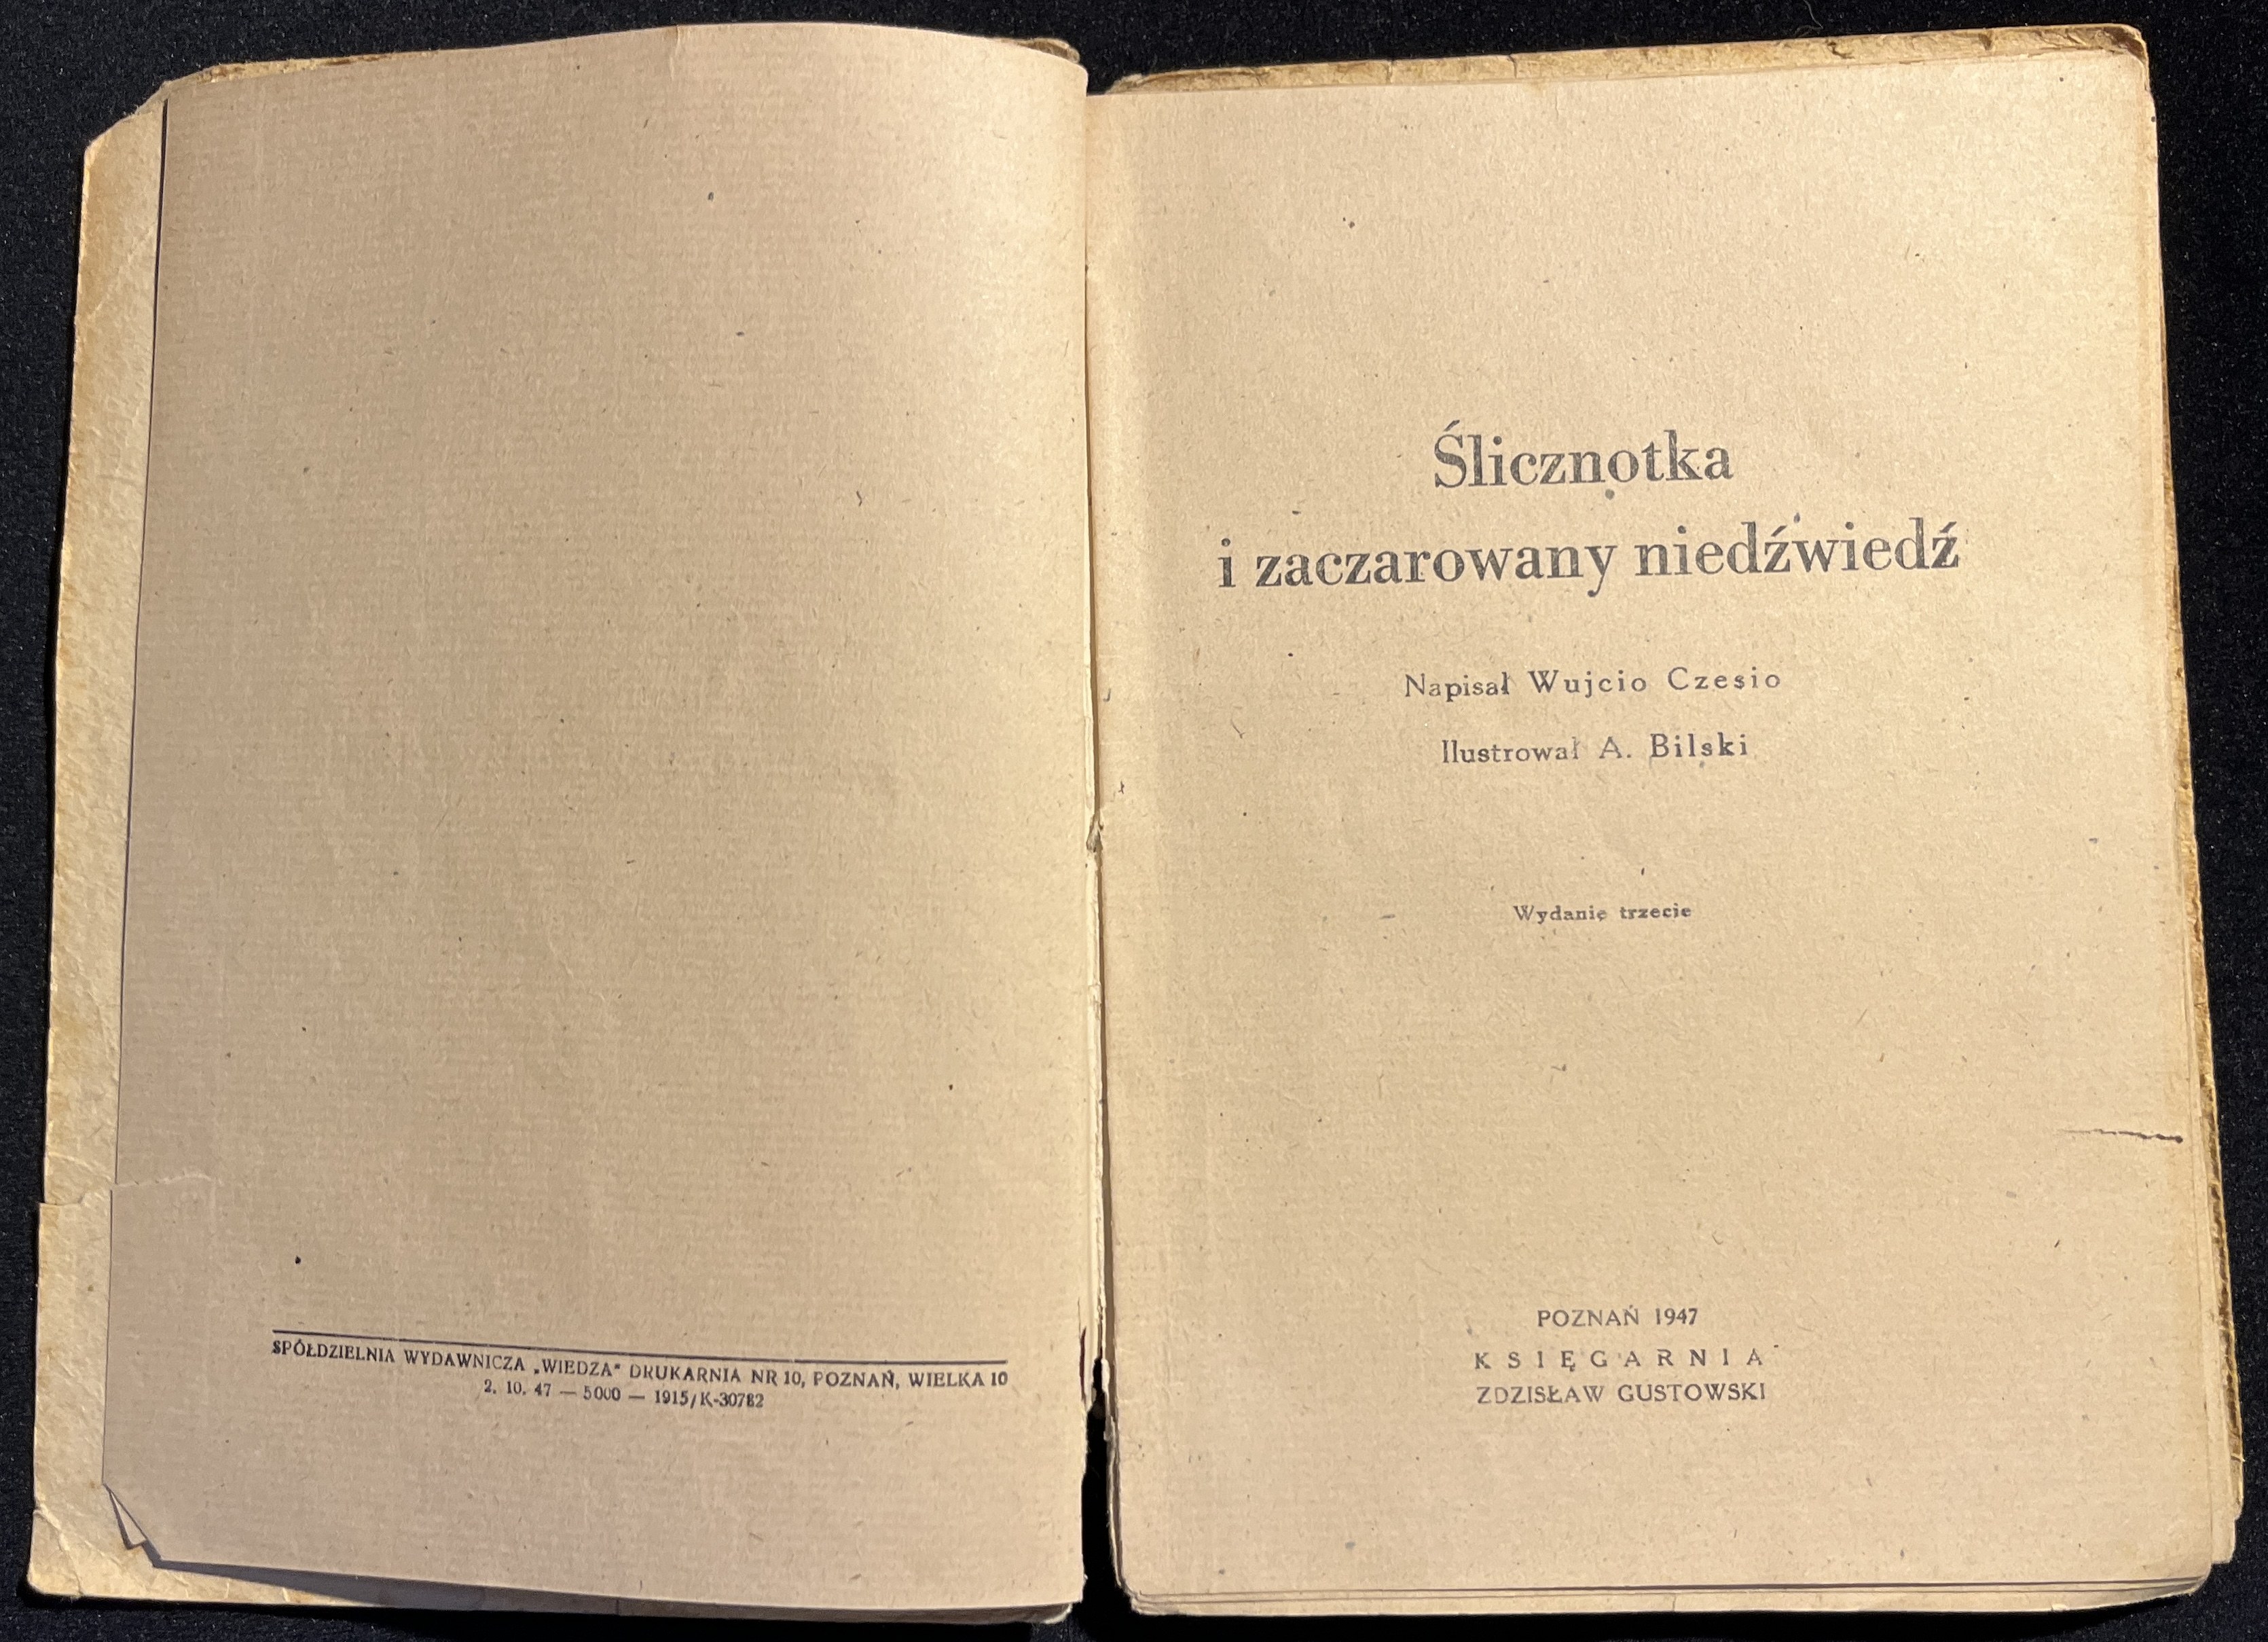 SPÓŁDZIELNIA WYDAWNICZA „WIEDZA" DRUKARNIA NR 10, POZNAŃ, WIELKA 10
2. 10. 47 — 5000 — 1915/K-30782
Ślicznotka
i zaczarowany niedźwiedź
Napisał Wujcio Czesio
Ilustrował A. Bilski
Wydanie trzecie
POZNAŃ 1947
KSIĘGARNIA
ZDZISŁAW GUSTOWSKI